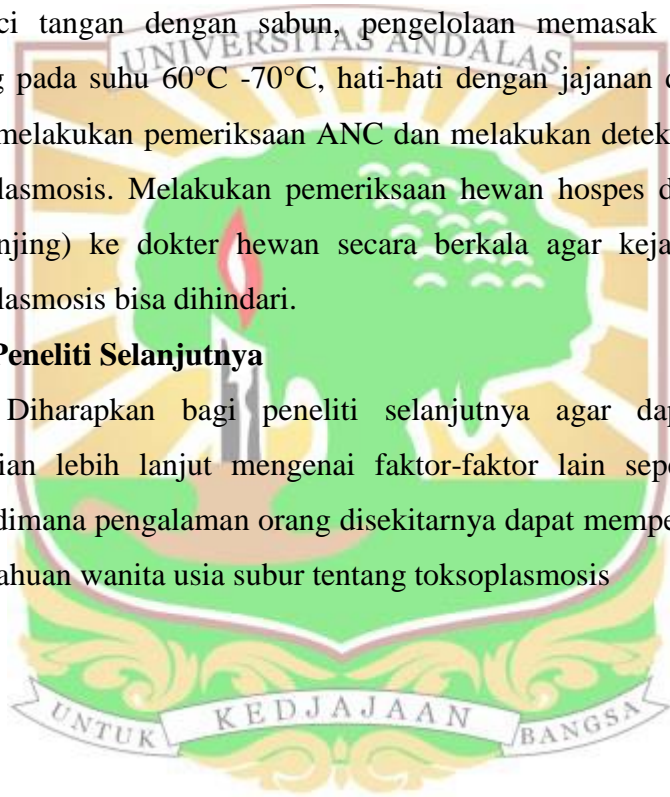 UNIVERSITAS ANDALAS
ci tangan dengan sabun, pengelolaan memasak
g pada suhu 60°C -70°C, hati-hati dengan jajanan d
melakukan pemeriksaan ANC dan melakukan detek
lasmosis. Melakukan pemeriksaan hewan hospes d
njing) ke dokter hewan secara berkala agar keja
lasmosis bisa dihindari.
Peneliti Selanjutnya
Diharapkan bagi peneliti selanjutnya agar dap
ian lebih lanjut mengenai faktor-faktor lain sepe
dimana pengalaman orang disekitarnya dapat mempe
ahuan wanita usia subur tentang toksoplasmosis
UNTUK KEDJAJAAN BANGSA